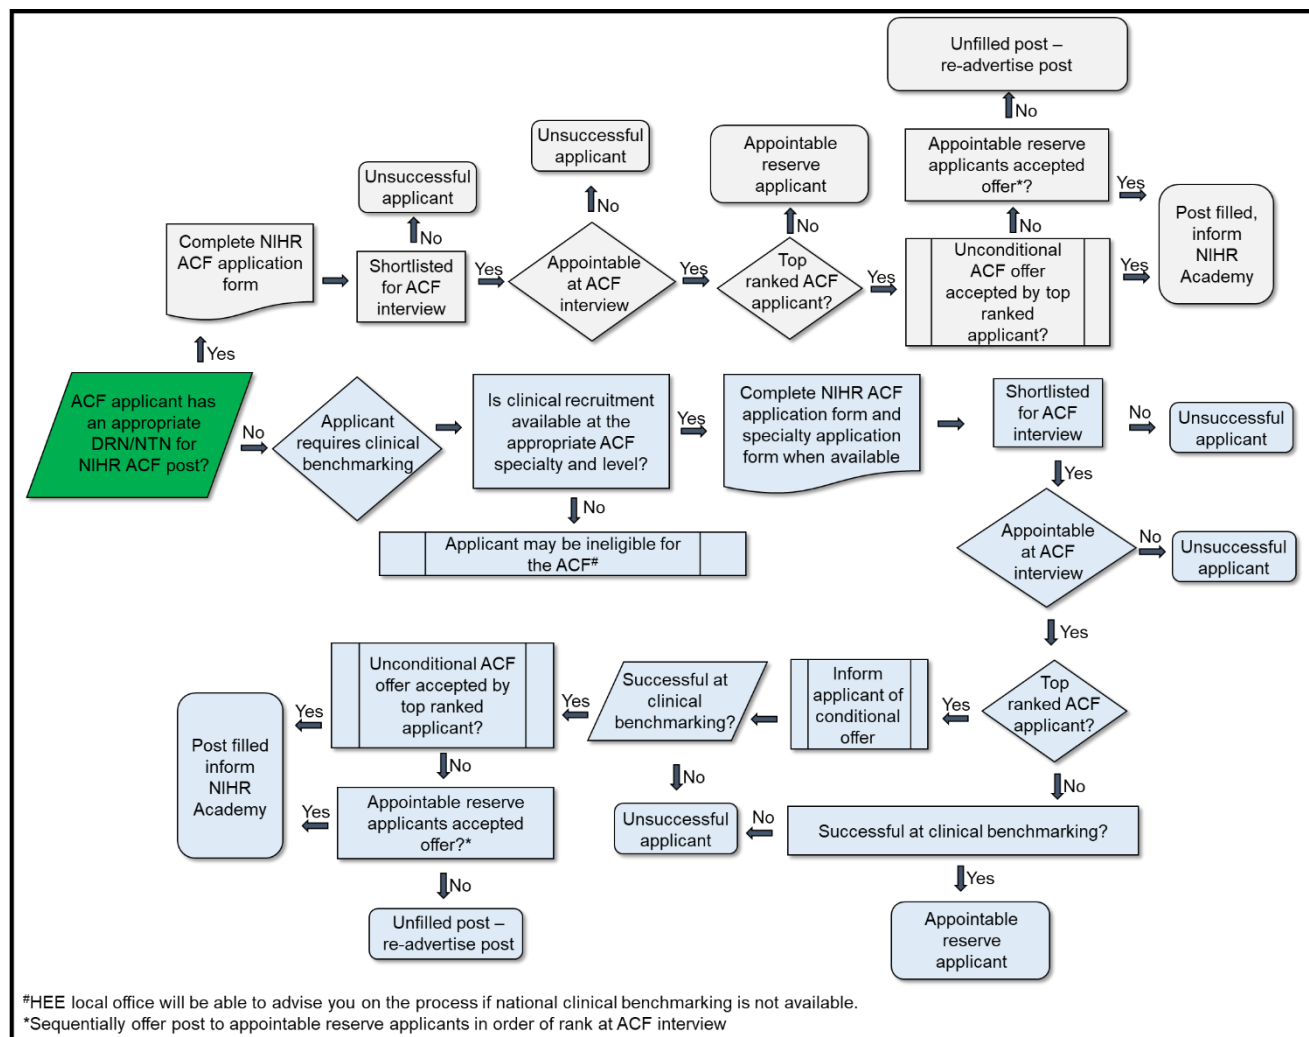 Unfilled post –
re-advertise post
No
Unsuccessful
applicant
Appointable
reserve
applicant
Appointable reserve
applicants accepted
offer*?
Yes
Unsuccessful
applicant
No
No
No
No
Complete NIHR
ACF application
form
Shortlisted
for ACF
interview
Yes
Appointable
at ACF
interview
Yes
Top
ranked ACF
applicant?
Yes
Unconditional
ACF offer
accepted by top
ranked
applicant?
Yes
Post filled,
inform
NIHR
Academy
Yes
ACF applicant has
an appropriate
DRN/NTN for
NIHR ACF post?
No
Applicant
requires clinical
benchmarking
Is clinical recruitment
available at the
appropriate ACF
specialty and level?
Yes
Complete NIHR ACF
application form and
specialty application
form when available
Shortlisted
for ACF
interview
No
Unsuccessful
applicant
No
Yes
Applicant may be ineligible for
the ACF#
Appointable
at ACF
interview
No
Unsuccessful
applicant
Yes
Top
ranked ACF
applicant?
Yes
Inform
applicant of
conditional
offer
Successful at
clinical
benchmarking?
Yes
Unconditional ACF
offer accepted by
top ranked
applicant?
Yes
Post filled
inform
NIHR
Academy
No
No
No
Appointable reserve
applicants accepted
offer?*
Yes
Unsuccessful
applicant
No
Successful at clinical benchmarking?
No
Yes
Unfilled post –
re-advertise post
Appointable
reserve
applicant
#HEE local office will be able to advise you on the process if national clinical benchmarking is not available.
*Sequentially offer post to appointable reserve applicants in order of rank at ACF interview